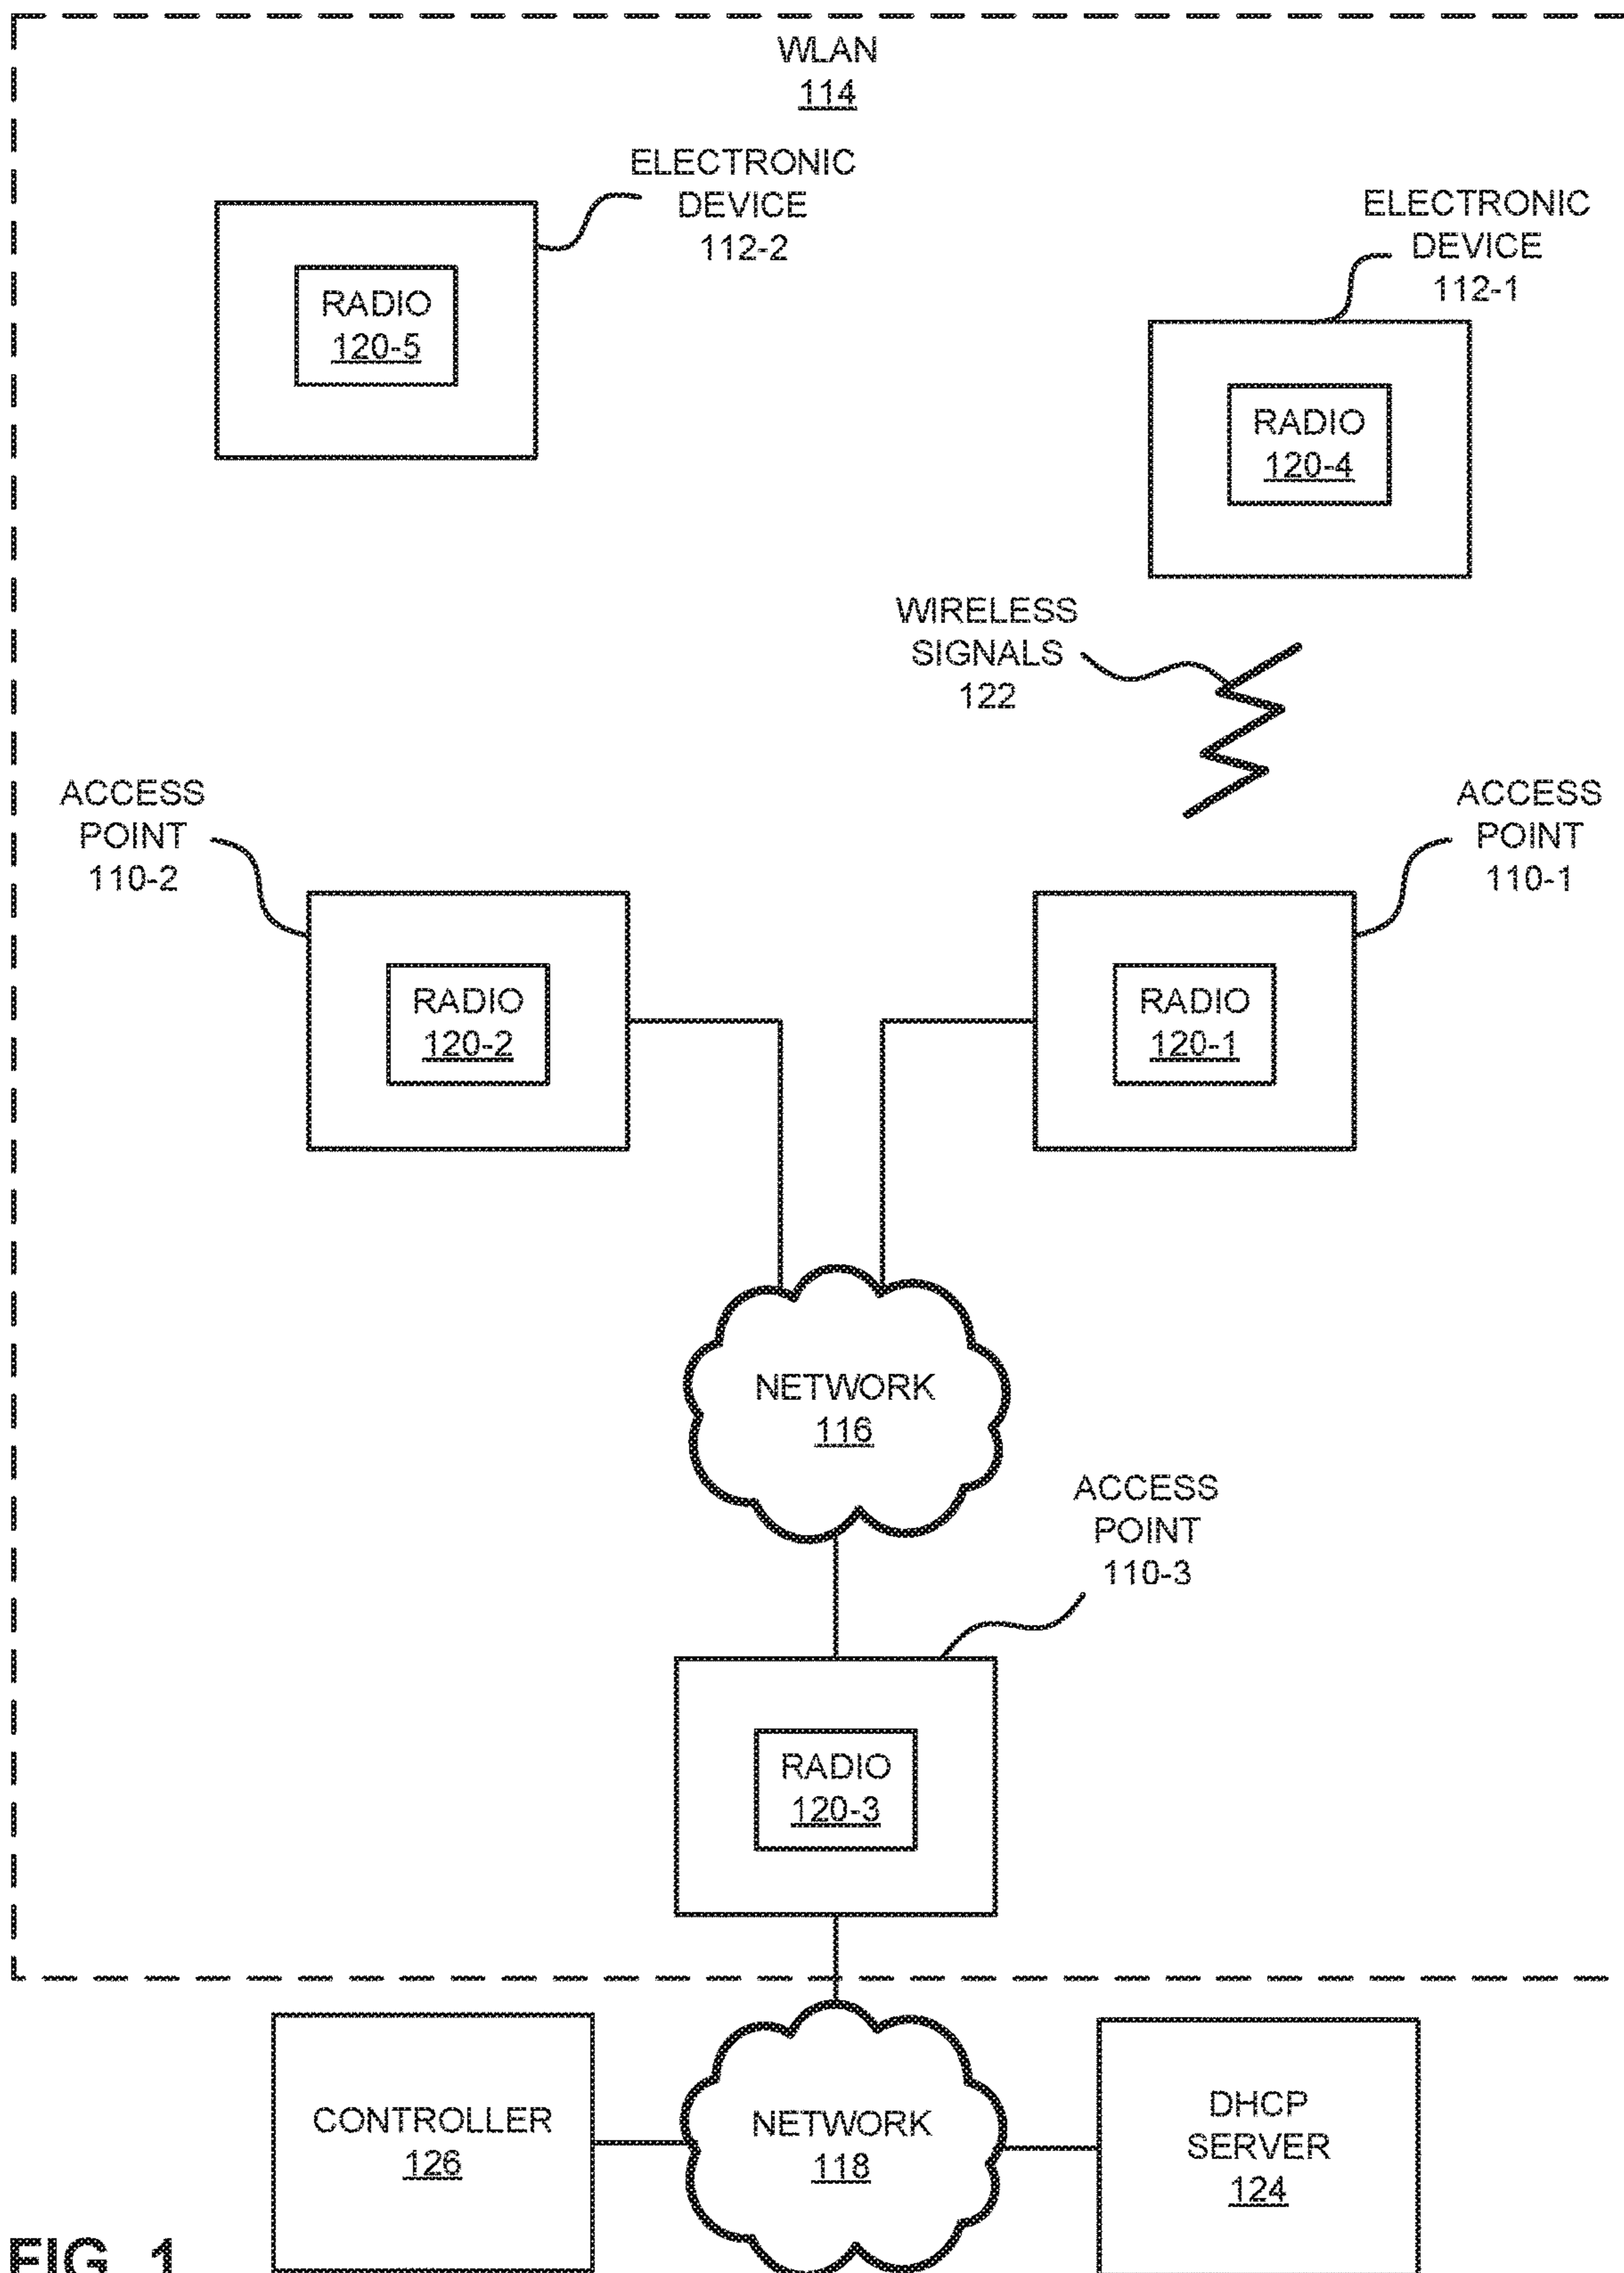 WLAN
114
ELECTRONIC
DEVICE
112-2
ELECTRONIC
DEVICE
112-1
RADIO
120-5
RADIO
120-4
WIRELESS
SIGNALS
122
ACCESS
POINT
110-2
ACCESS
POINT
110-1
RADIO
120-2
RADIO
120-1
NETWORK
116
ACCESS
POINT
110-3
RADIO
120-3
CONTROLLER
126
NETWORK
118
DHCP
SERVER
124
FIG. 1